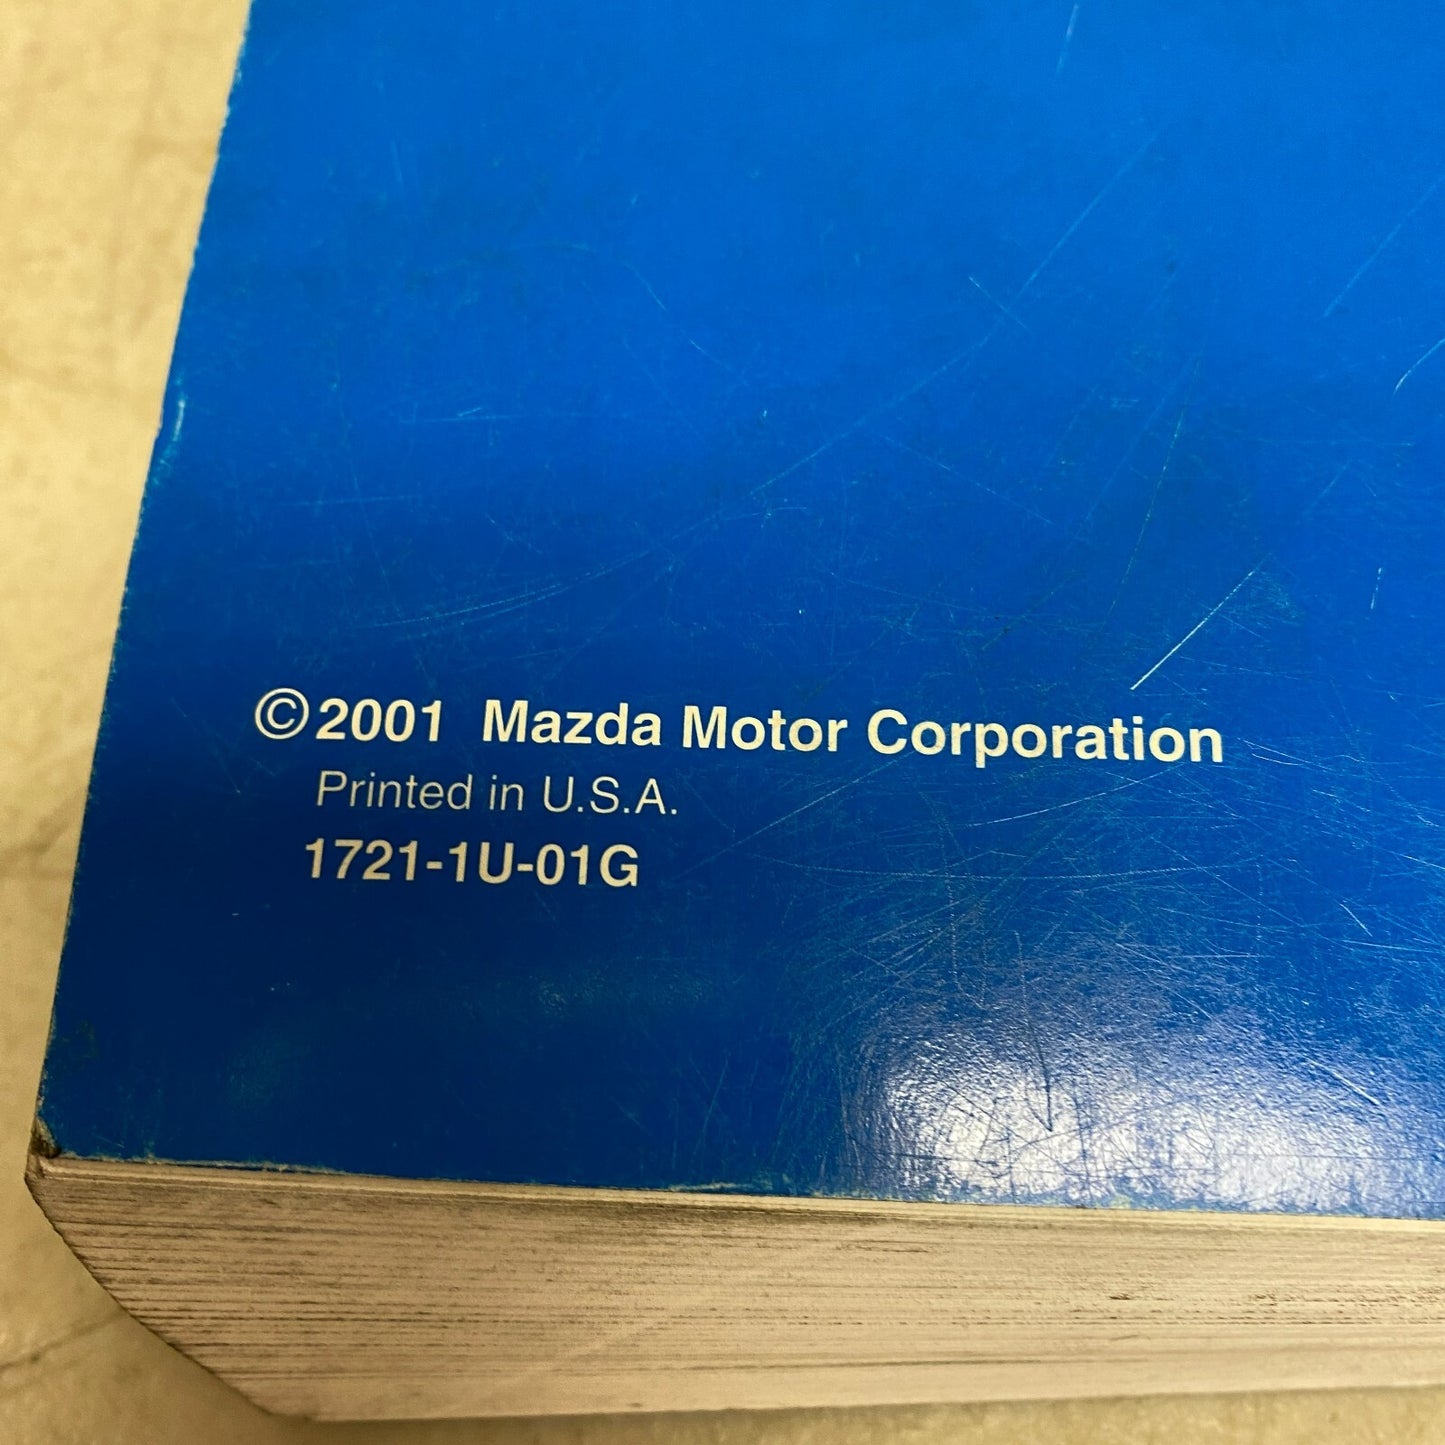 ©2001 Mazda Motor Corporation
Printed in U.S.A.
1721-1U-01G